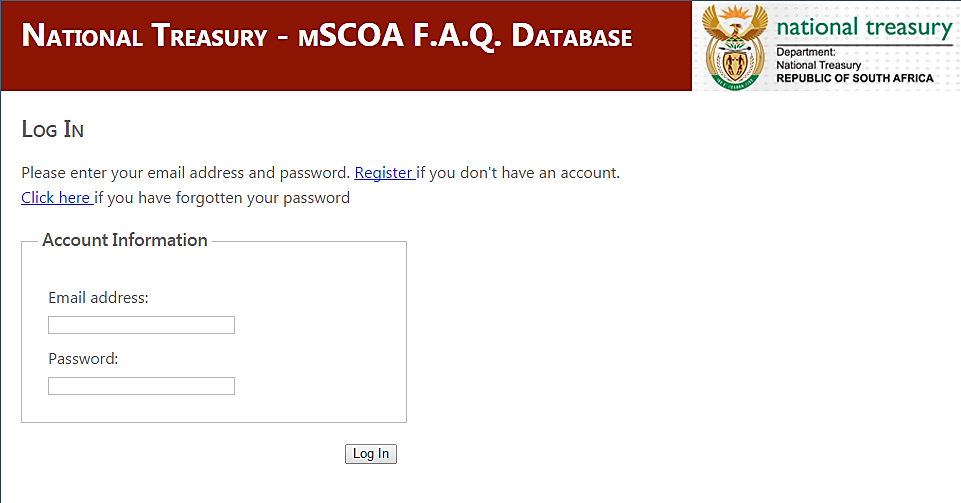 National Treasury - mSCOA F.A.Q. Database
national treasury
Department:
National Treasury
REPUBLIC OF SOUTH AFRICA
Log In
Please enter your email address and password. Register if you don't have an account.
Click here if you have forgotten your password
Account Information
Email address:
Password:
Log In